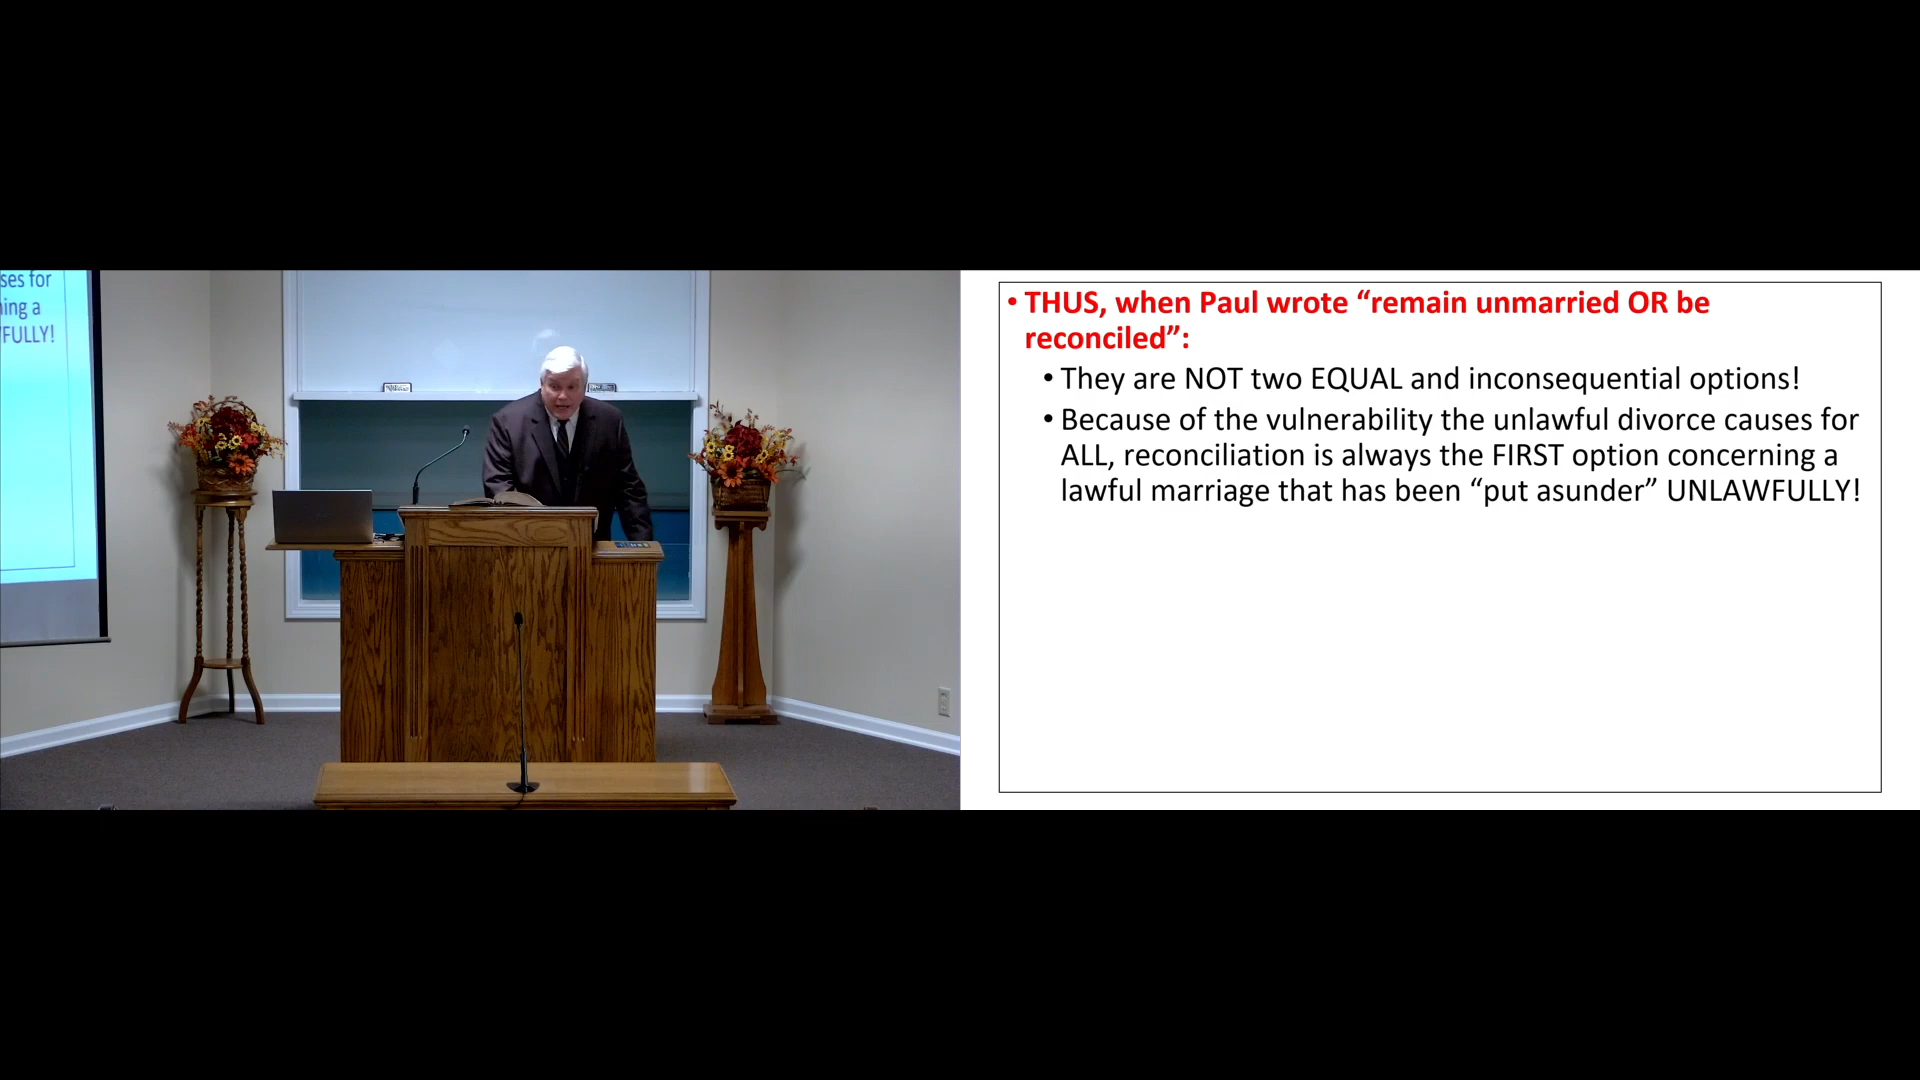 ses for
ing a
FULLY!
• THUS, when Paul wrote “remain unmarried OR be
reconciled”:
• They are NOT two EQUAL and inconsequential options!
• Because of the vulnerability the unlawful divorce causes for
ALL, reconciliation is always the FIRST option concerning a
lawful marriage that has been “put asunder” UNLAWFULLY!